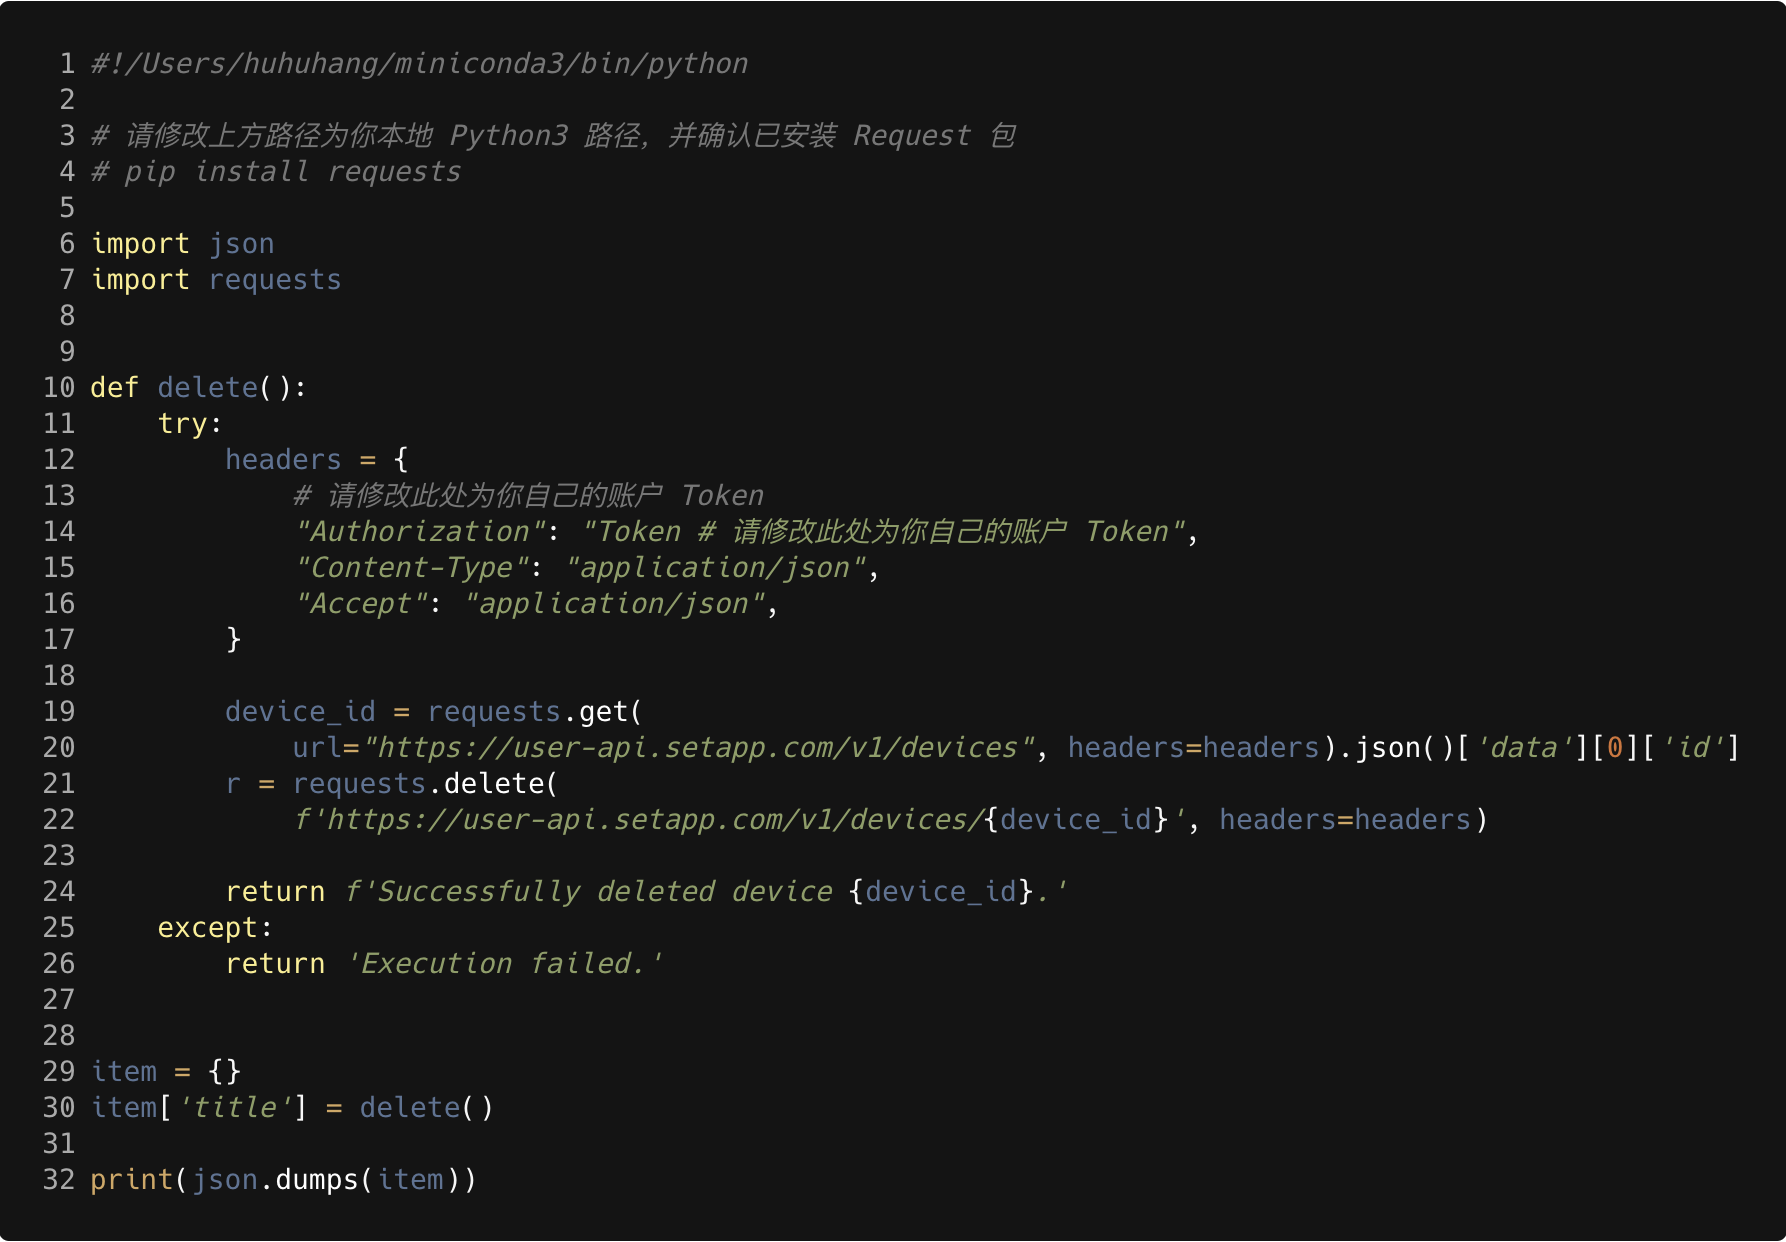 1 #!/Users/huhuhang/miniconda3/bin/python
2
3 # 请修改上方路径为你本地 Python3 路径，并确认已安装 Request 包
4 # pip install requests
5
6 import json
7 import requests
8
9
10 def delete():
11     try:
12         headers = {
13             # 请修改此处为你自己的账户 Token
14             "Authorization": "Token # 请修改此处为你自己的账户 Token",
15             "Content-Type": "application/json",
16             "Accept": "application/json",
17         }
18
19         device_id = requests.get(
20             url="https://user-api.setapp.com/v1/devices", headers=headers).json()['data'][0]['id']
21         r = requests.delete(
22             f'https://user-api.setapp.com/v1/devices/{device_id}', headers=headers)
23
24         return f'Successfully deleted device {device_id}.'
25     except:
26         return 'Execution failed.'
27
28
29 item = {}
30 item['title'] = delete()
31
32 print(json.dumps(item))